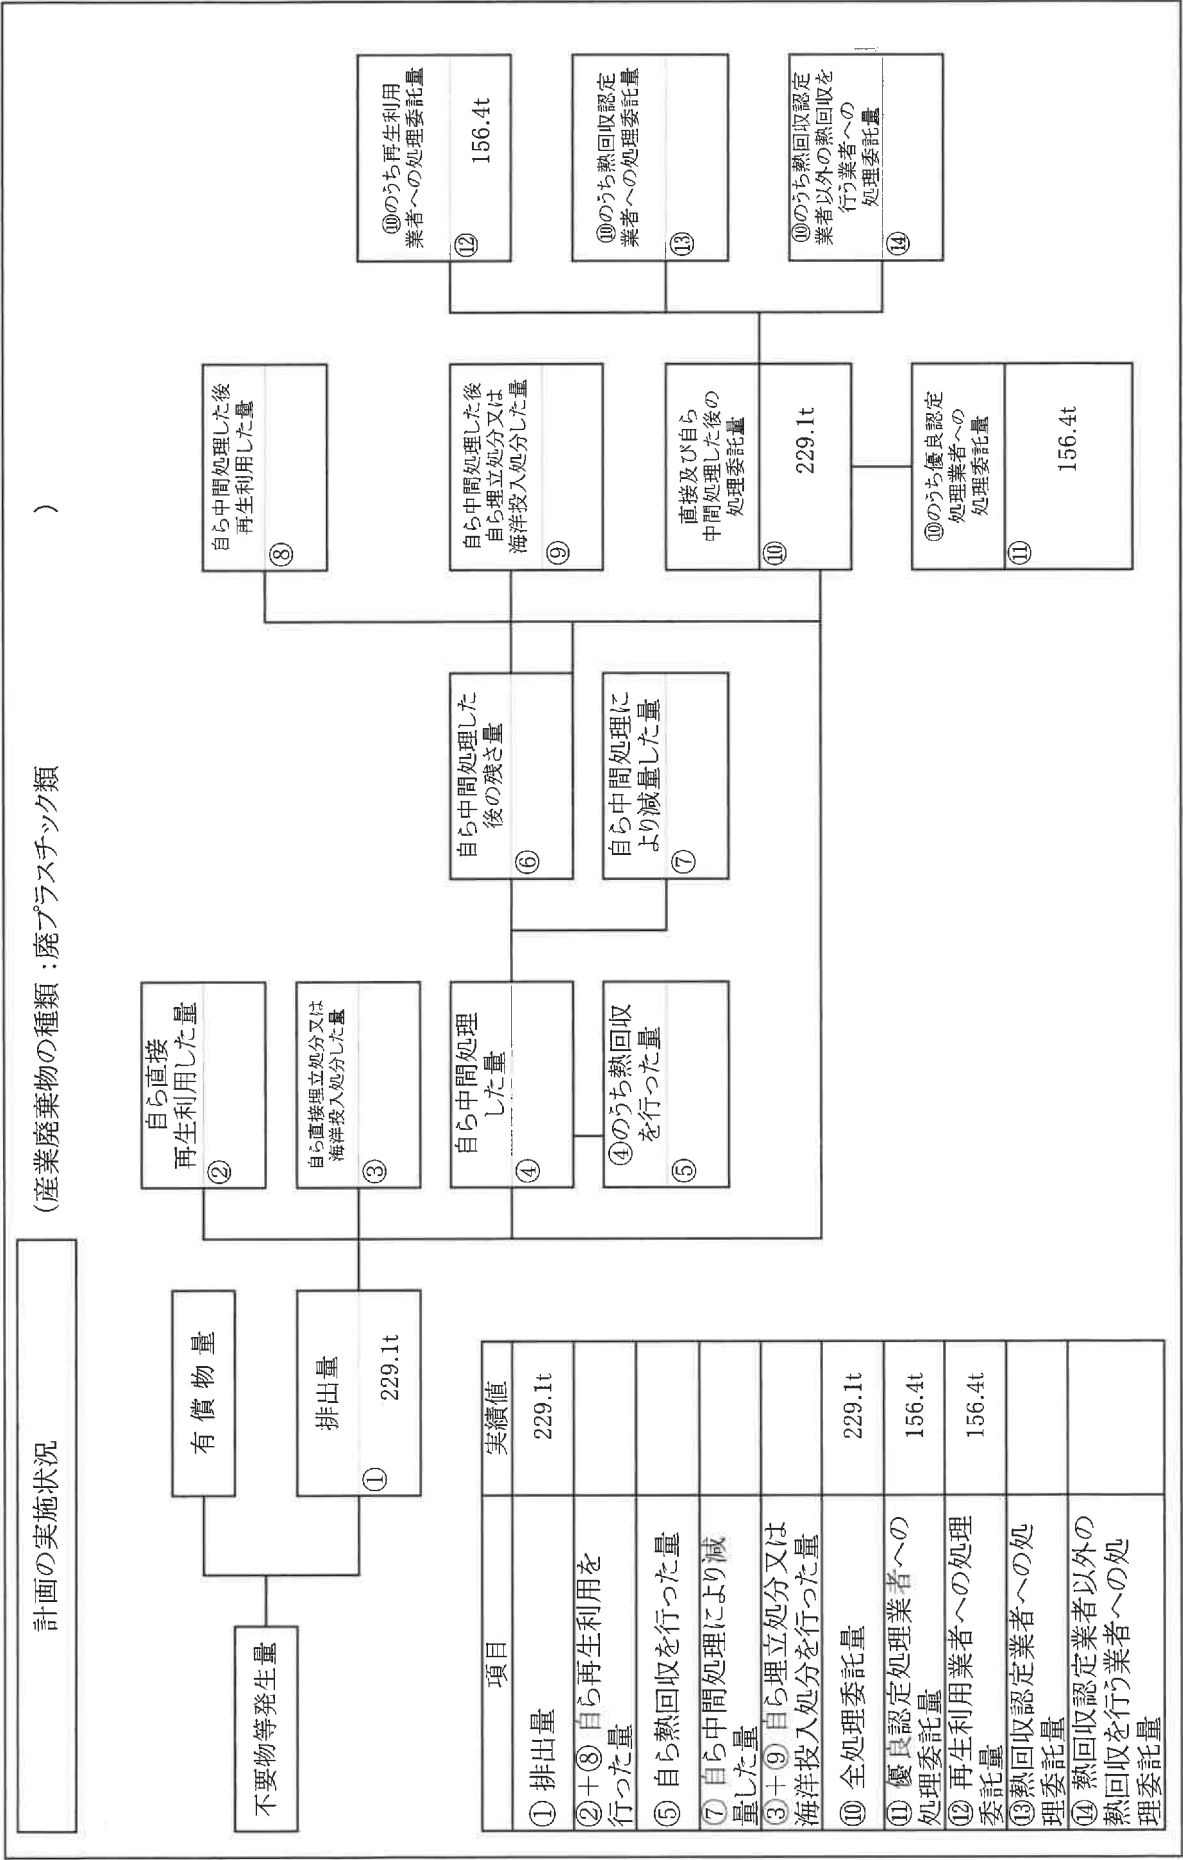 計画の実施状況
(産業廃棄物の種類：廃プラスチック類
)
不要物等発生量
有償物量
排出量
①
229.1t
自ら直接
再生利用した量
②
自ら直接埋立処分又は
海洋投入処分した量
③
自ら中間処理
した量
④
④のうち熱回収
を行った量
⑤
自ら中間処理した
後の残さ量
⑥
自ら中間処理に
より減量した量
⑦
自ら中間処理した後
再生利用した量
⑧
自ら中間処理した後
自ら埋立処分又は
海洋投入処分した量
⑨
直接及び自ら
中間処理した後の
処理委託量
⑩
229.1t
⑩のうち優良認定
処理業者への
処理委託量
⑪
156.4t
⑩のうち再生利用
業者への処理委託量
⑫
156.4t
⑩のうち熱回収認定
業者への処理委託量
⑬
⑩のうち熱回収認定
業者以外の熱回収を
行う業者への
処理委託量
⑭
項目 実績値
①排出量 229.1t
②＋⑧自ら再生利用を
行った量
⑤自ら熱回収を行った量
⑦自ら中間処理により減
量した量
③＋⑨自ら埋立処分又は
海洋投入処分を行った量
⑩全処理委託量 229.1t
⑪優良認定処理業者への
処理委託量 156.4t
⑫再生利用業者への処理
委託量 156.4t
⑬熱回収認定業者への処
理委託量
⑭熱回収認定業者以外の
熱回収を行う業者への処
理委託量